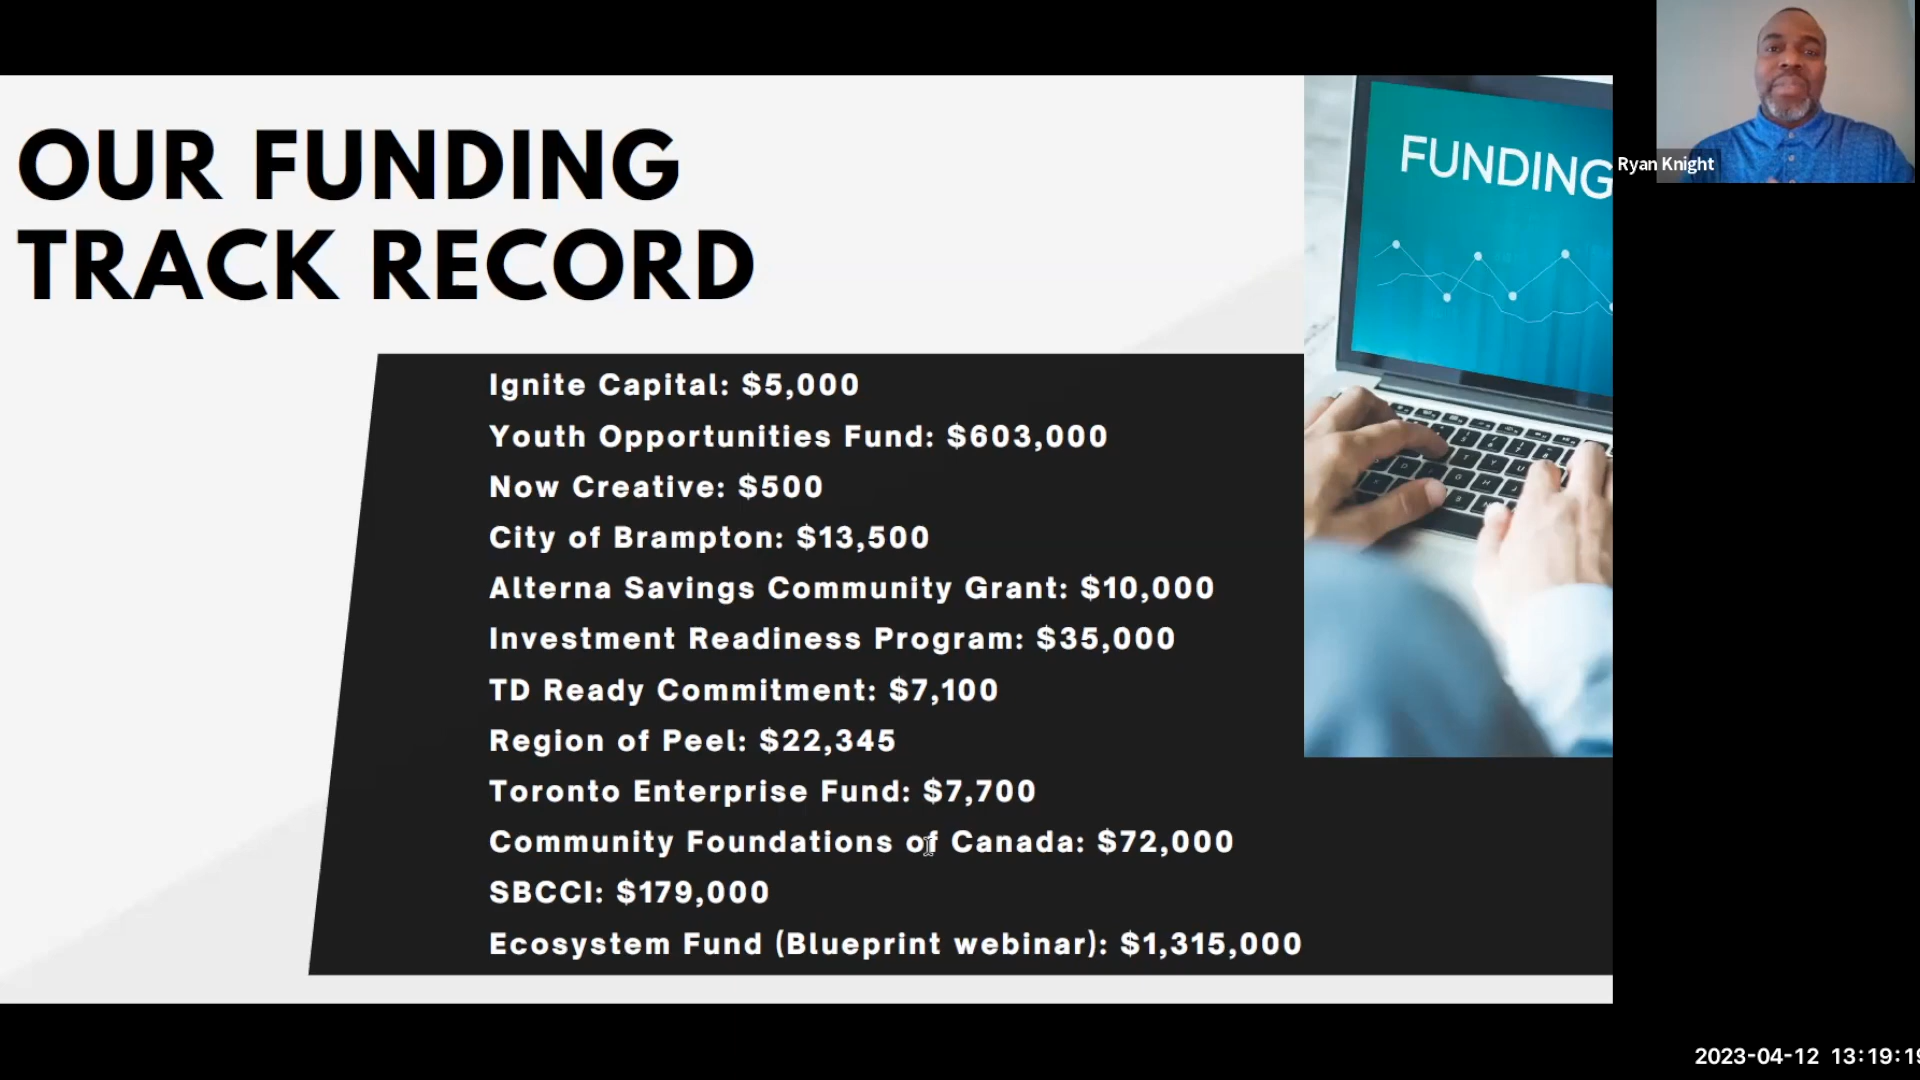 OUR FUNDING
TRACK RECORD
Ignite Capital: $5,000
Youth Opportunities Fund: $603,000
Now Creative: $500
City of Brampton: $13,500
Alterna Savings Community Grant: $10,000
Investment Readiness Program: $35,000
TD Ready Commitment: $7,100
Region of Peel: $22,345
Toronto Enterprise Fund: $7,700
Community Foundations of Canada: $72,000
SBCCI: $179,000
Ecosystem Fund (Blueprint webinar): $1,315,000
FUNDING
Ryan Knight
2023-04-12 13:19:19